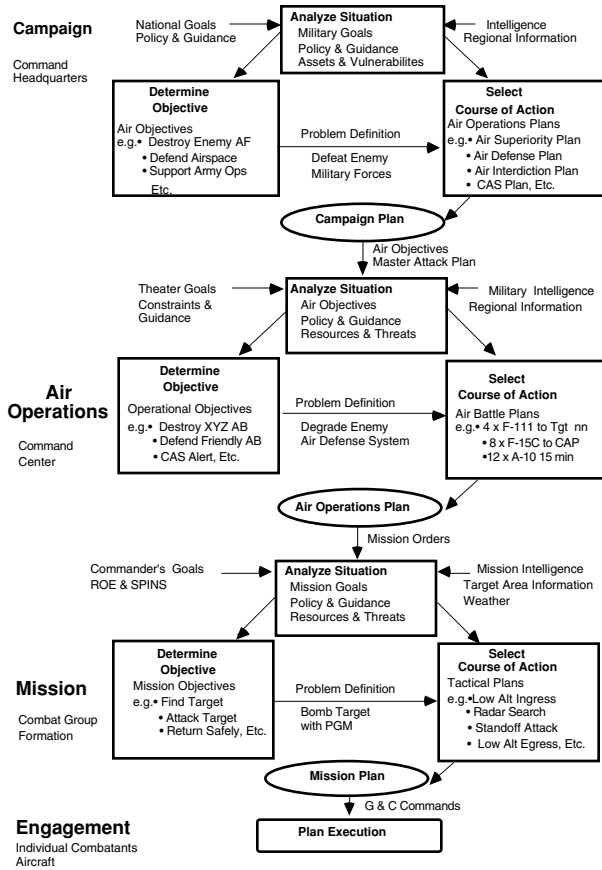 Campaign
Command
Headquarters
National Goals
Policy & Guidance
Analyze Situation
Military Goals
Policy & Guidance
Assets & Vulnerabilites
Intelligence
Regional Information
Determine
Objective
Air Objectives
e.g.• Destroy Enemy AF
• Defend Airspace
• Support Army Ops
Etc.
Problem Definition
Defeat Enemy
Military Forces
Select
Course of Action
Air Operations Plans
e.g.• Air Superiority Plan
• Air Defense Plan
• Air Interdiction Plan
• CAS Plan, Etc.
Campaign Plan
Air Objectives
Master Attack Plan
Air
Operations
Command
Center
Theater Goals
Constraints &
Guidance
Analyze Situation
Air Objectives
Policy & Guidance
Resources & Threats
Military Intelligence
Regional Information
Determine
Objective
Operational Objectives
e.g.• Destroy XYZ AB
• Defend Friendly AB
• CAS Alert, Etc.
Problem Definition
Degrade Enemy
Air Defense System
Select
Course of Action
Air Battle Plans
e.g.• 4 x F-111 to Tgt nn
• 8 x F-15C to CAP
• 12 x A-10 15 min
Air Operations Plan
Mission Orders
Mission
Combat Group
Formation
Commander's Goals
ROE & SPINS
Analyze Situation
Mission Goals
Policy & Guidance
Resources & Threats
Mission Intelligence
Target Area Information
Weather
Determine
Objective
Mission Objectives
e.g.• Find Target
• Attack Target
• Return Safely, Etc.
Problem Definition
Bomb Target
with PGM
Select
Course of Action
Tactical Plans
e.g.•Low Alt Ingress
• Radar Search
• Standoff Attack
• Low Alt Egress, Etc.
Mission Plan
G & C Commands
Engagement
Individual Combatants
Aircraft
Plan Execution